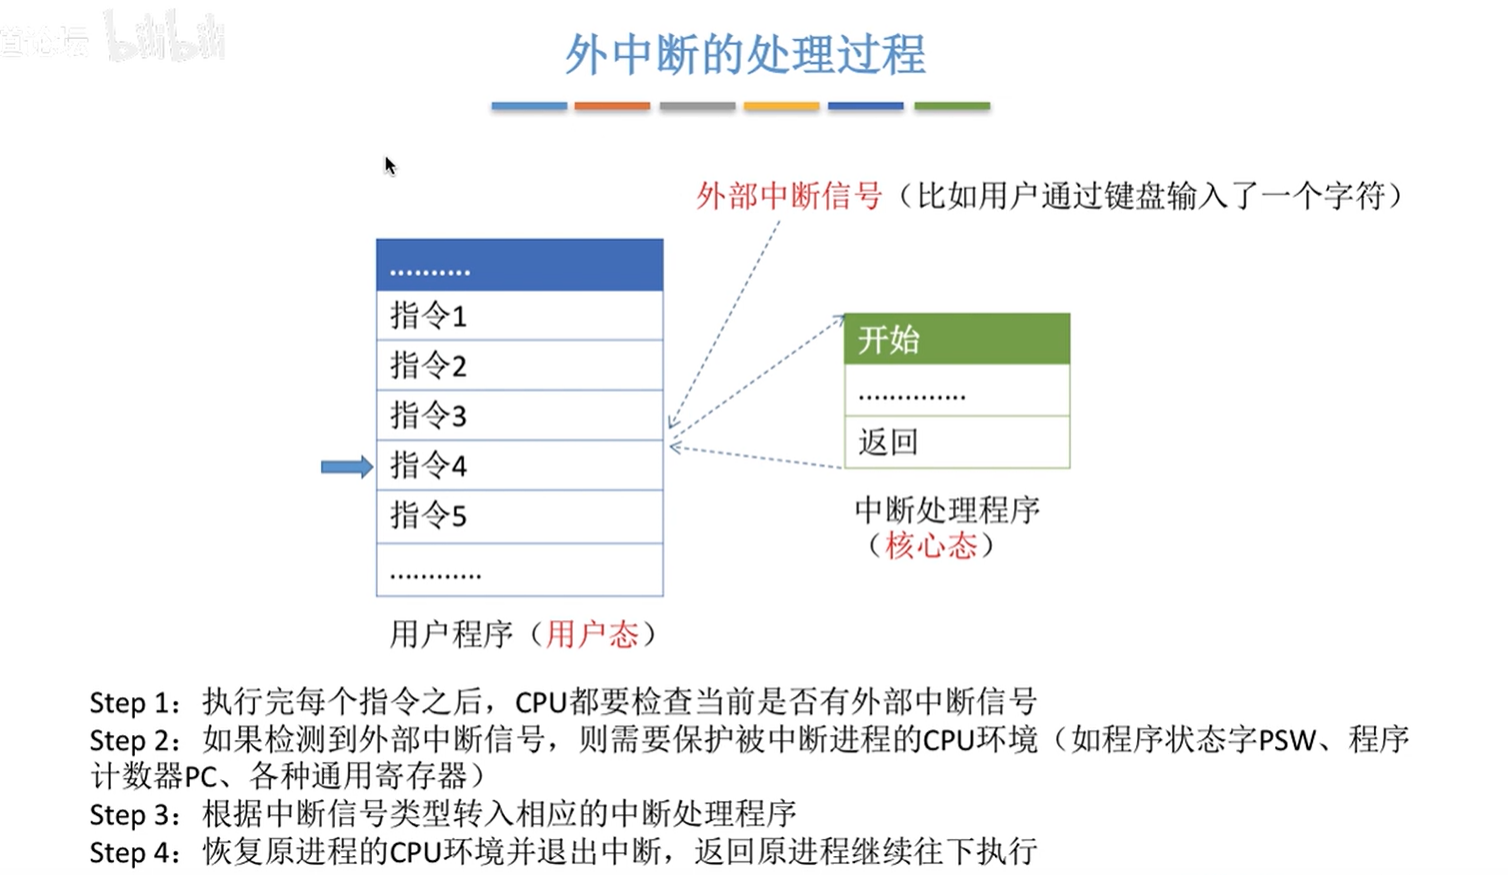 bilibili
外中断的处理过程
外部中断信号（比如用户通过键盘输入了一个字符）
..........
指令1
指令2
指令3
指令4
指令5
............
用户程序（用户态）
开始
..............
返回
中断处理程序
（核心态）
Step 1：执行完每个指令之后，CPU都要检查当前是否有外部中断信号
Step 2：如果检测到外部中断信号，则需要保护被中断进程的CPU环境（如程序状态字PSW、程序
计数器PC、各种通用寄存器）
Step 3：根据中断信号类型转入相应的中断处理程序
Step 4：恢复原进程的CPU环境并退出中断，返回原进程继续往下执行